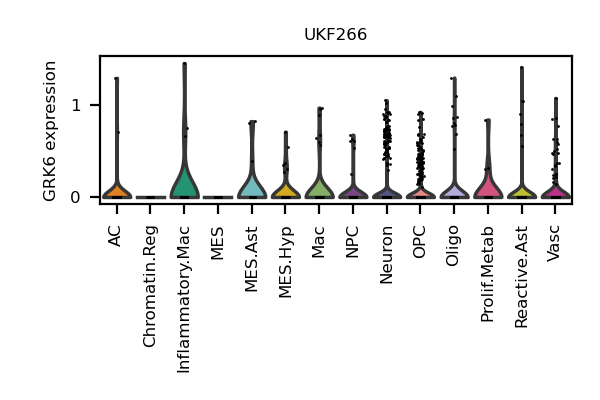 UKF266
GRK6 expression
1
0
AC
Chromatin.Reg
Inflammatory.Mac
MES
MES.Ast
MES.Hyp
Mac
NPC
Neuron
OPC
Oligo
Prolif.Metab
Reactive.Ast
Vasc